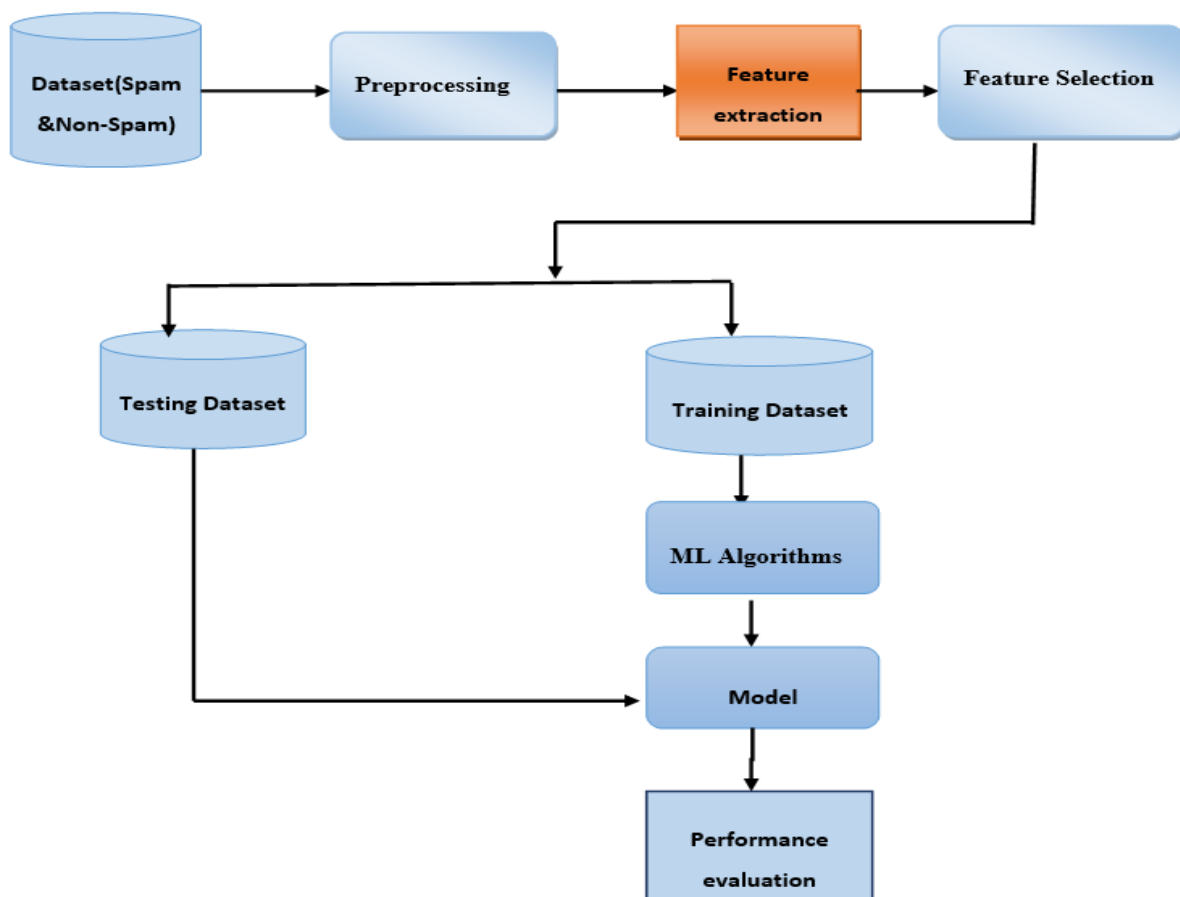 Dataset(Spam
&Non-Spam)
Preprocessing
Feature
extraction
Feature Selection
Testing Dataset
Training Dataset
ML Algorithms
Model
Performance
evaluation